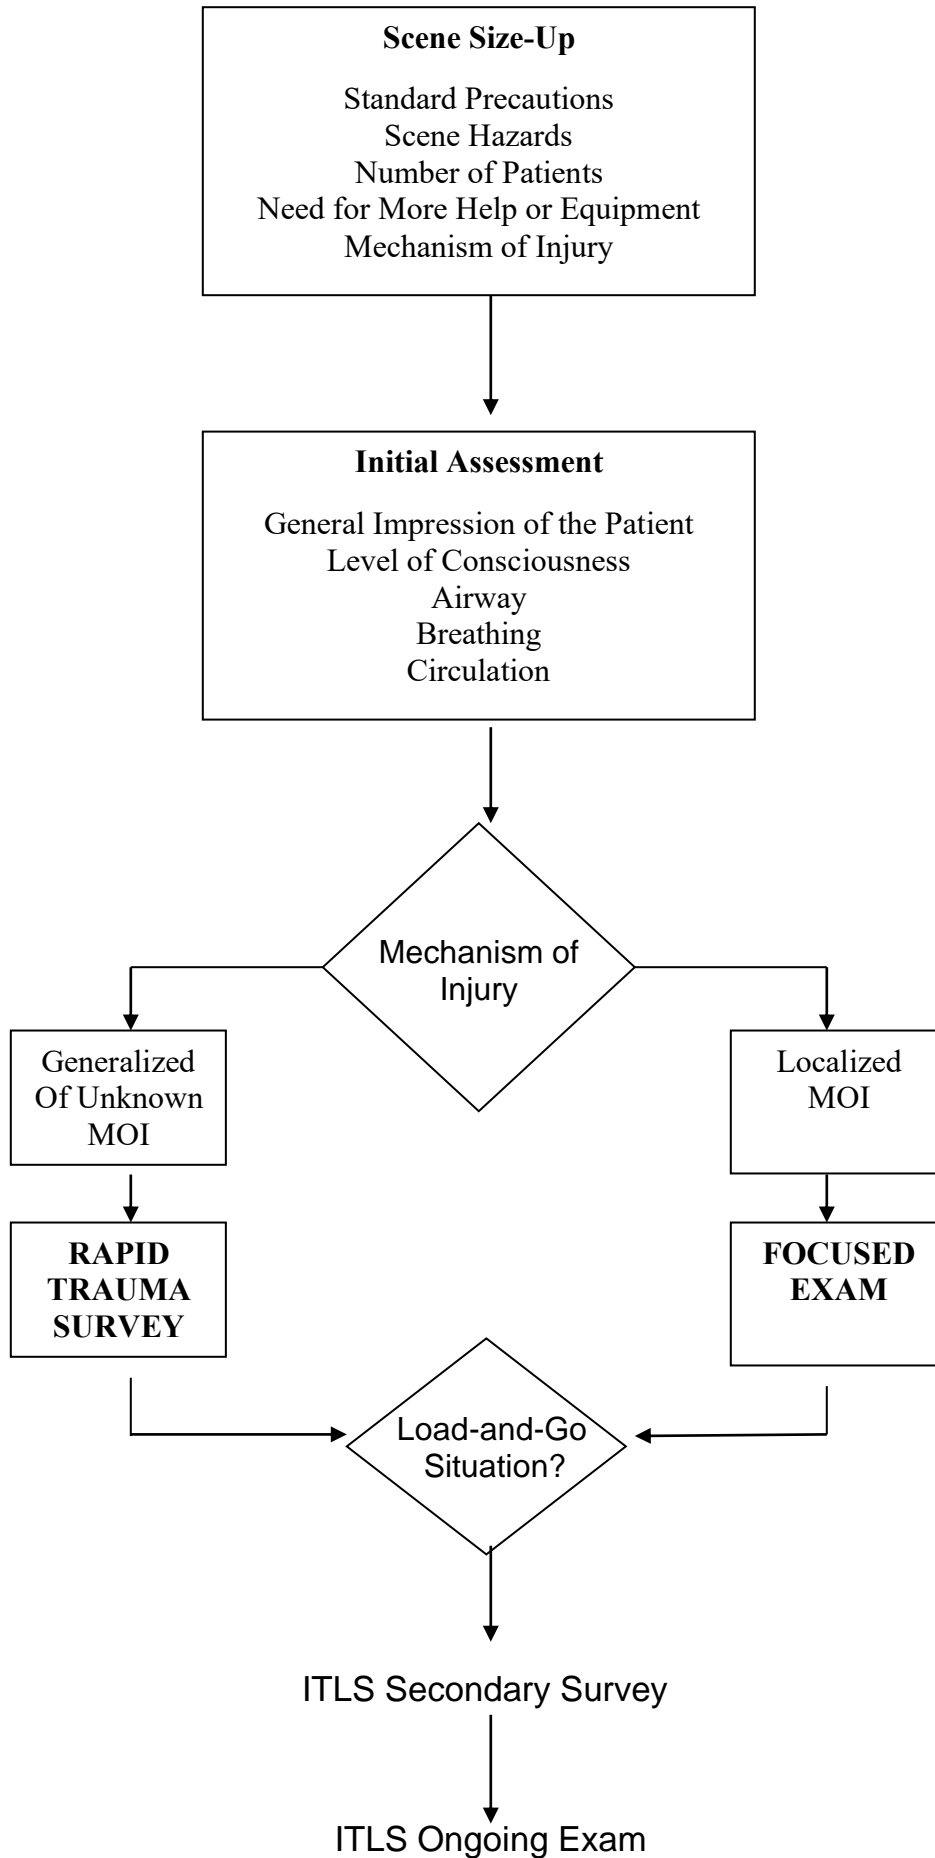 Scene Size-Up
Standard Precautions
Scene Hazards
Number of Patients
Need for More Help or Equipment
Mechanism of Injury
Initial Assessment
General Impression of the Patient
Level of Consciousness
Airway
Breathing
Circulation
Mechanism of
Injury
Generalized
Of Unknown
MOI
Localized
MOI
RAPID
TRAUMA
SURVEY
FOCUSED
EXAM
Load-and-Go
Situation?
ITLS Secondary Survey
ITLS Ongoing Exam